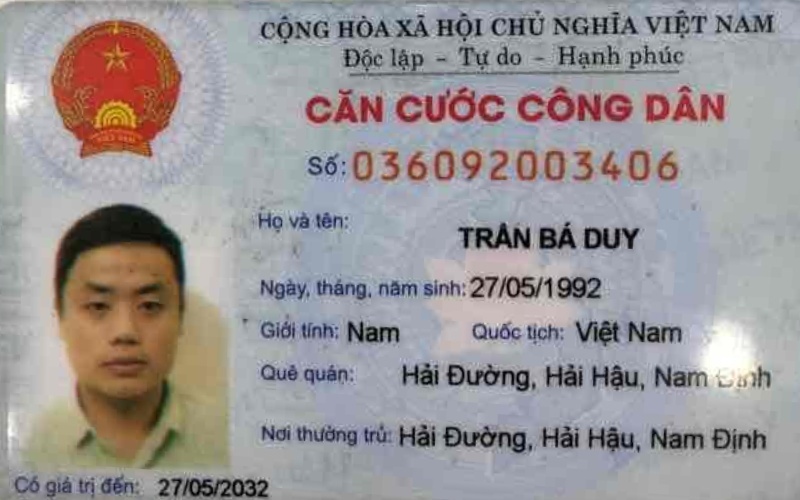 CỘNG HÒA XÃ HỘI CHỦ NGHĨA VIỆT NAM
Độc lập - Tự do - Hạnh phúc
CĂN CƯỚC CÔNG DÂN
Số: 036092003406
Họ và tên:
TRẦN BÁ DUY
Ngày, tháng, năm sinh: 27/05/1992
Giới tính: Nam Quốc tịch: Việt Nam
Quê quán: Hải Đường, Hải Hậu, Nam Định
Nơi thường trú: Hải Đường, Hải Hậu, Nam Định
Có giá trị đến: 27/05/2032